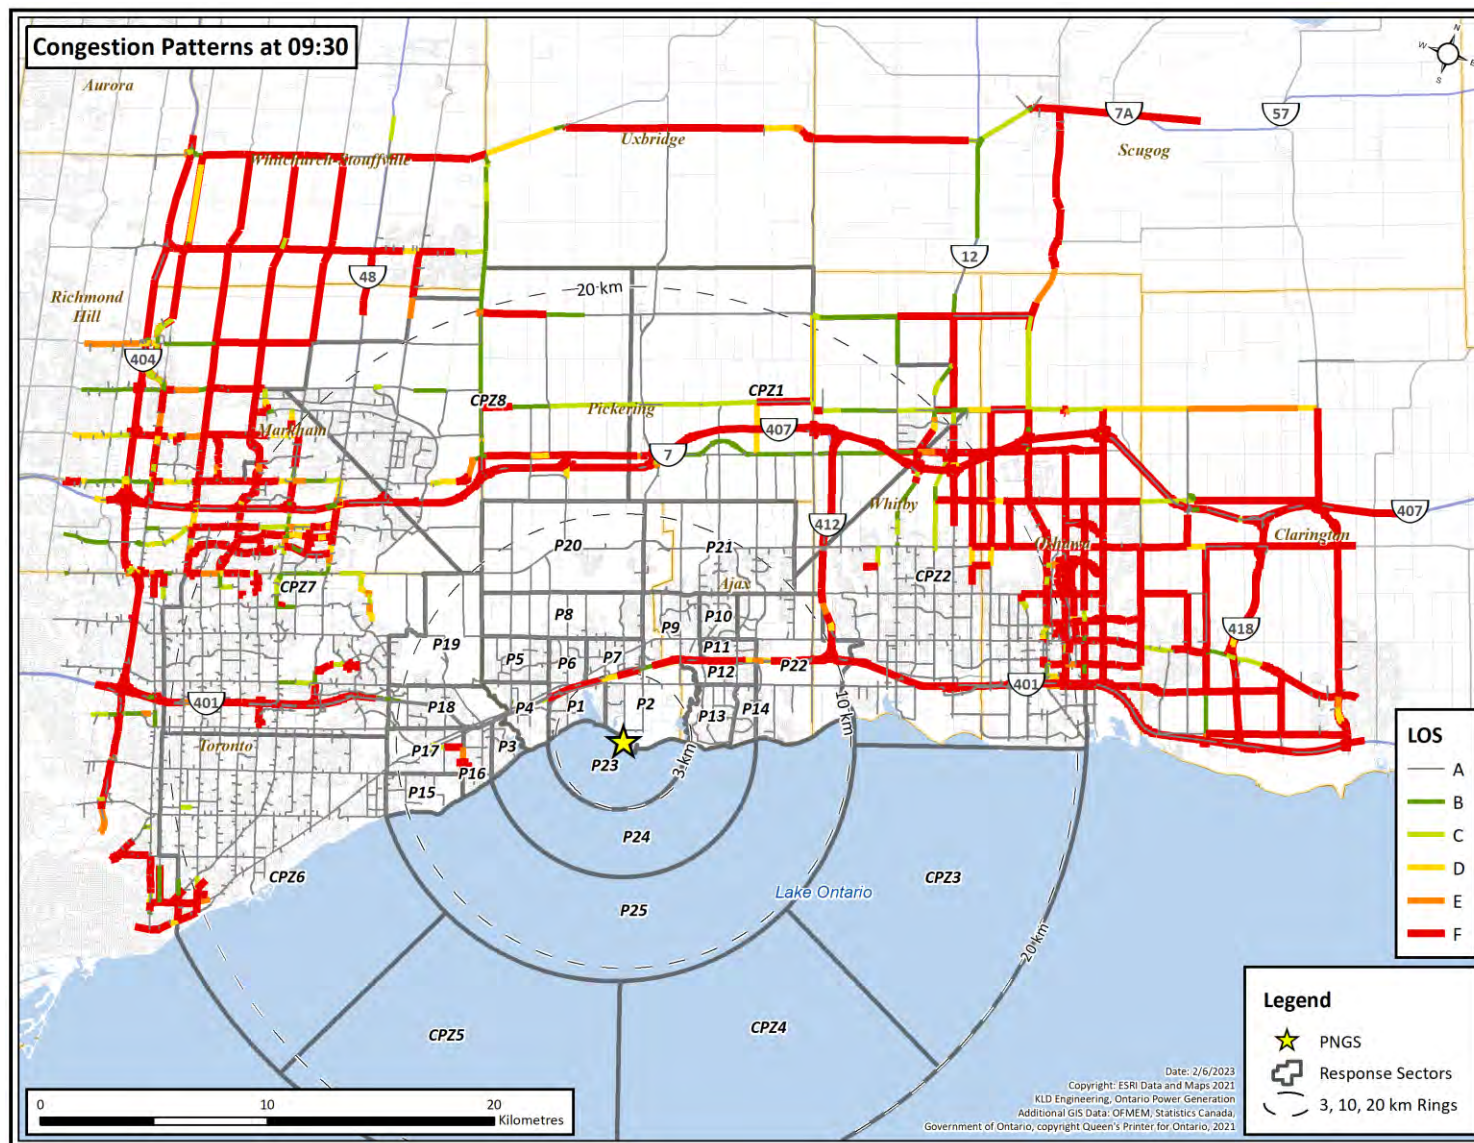 Congestion Patterns at 09:30
N
W
E
S
Aurora
7A
57
Uxbridge
Scugog
Whitchurch-Stouffville
12
48
20 km
Richmond
Hill
404
CPZ8
CPZ1
Pickering
Markham
407
7
Whitby
412
407
Clarington
Oshawa
P20
P21
CPZ7
Ajax
CPZ2
P8
P9
P10
418
P19
P11
P5
P6
P7
P12
P22
401
401
P18
P4
P1
P2
P13
P14
10 km
Toronto
P17
P3
P23
3 km
P16
P15
LOS
A
B
C
D
E
F
P24
CPZ6
CPZ3
Lake Ontario
P25
20 km
CPZ5
CPZ4
Legend
PNGS
Response Sectors
3, 10, 20 km Rings
Date: 2/6/2023
Copyright: ESRI Data and Maps 2021
KLD Engineering, Ontario Power Generation
Additional GIS Data: OFMEM, Statistics Canada,
Government of Ontario, copyright Queen's Printer for Ontario, 2021
0
10
20
Kilometres